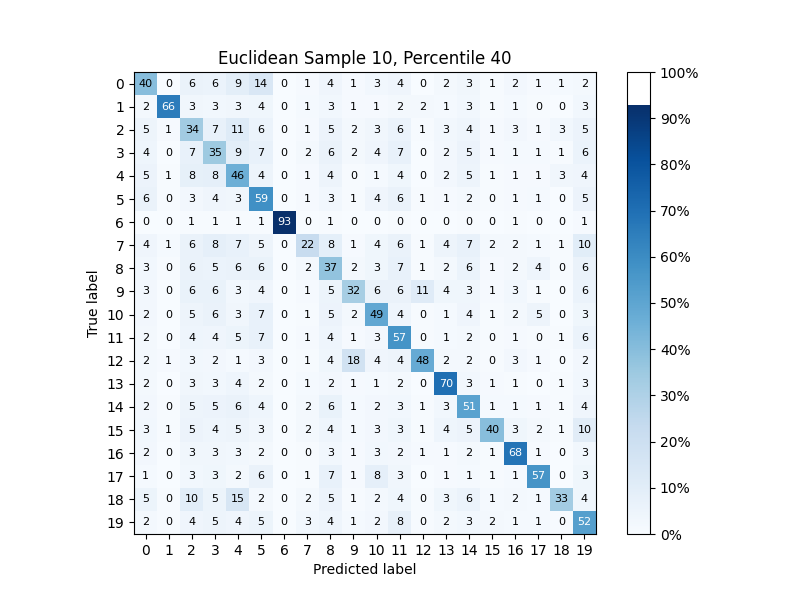 Euclidean Sample 10, Percentile 40
0 40 0 6 6 9 14 0 1 4 1 3 4 0 2 3 1 2 1 1 2
1 2 66 3 3 3 4 0 1 3 1 1 2 2 1 3 1 1 0 0 3
2 5 1 34 7 11 6 0 1 5 2 3 6 1 3 4 1 3 1 3 5
3 4 0 7 35 9 7 0 2 6 2 4 7 0 2 5 1 1 1 1 6
4 5 1 8 8 46 4 0 1 4 0 1 4 0 2 5 1 1 1 3 4
5 6 0 3 4 3 59 0 1 3 1 4 6 1 1 2 0 1 1 0 5
6 0 0 1 1 1 1 93 0 1 0 0 0 0 0 0 0 1 0 0 1
7 4 1 6 8 7 5 0 22 8 1 4 6 1 4 7 2 2 1 1 10
8 3 0 6 5 6 6 0 2 37 2 3 7 1 2 6 1 2 4 0 6
9 3 0 6 6 3 4 0 1 5 32 6 6 11 4 3 1 3 1 0 6
10 2 0 5 6 3 7 0 1 5 2 49 4 0 1 4 1 2 5 0 3
11 2 0 4 4 5 7 0 1 4 1 3 57 0 1 2 0 1 0 1 6
12 2 1 3 2 1 3 0 1 4 18 4 4 48 2 2 0 3 1 0 2
13 2 0 3 3 4 2 0 1 2 1 1 2 0 70 3 1 1 0 1 3
14 2 0 5 5 6 4 0 2 6 1 2 3 1 3 51 1 1 1 1 4
15 3 1 5 4 5 3 0 2 4 1 3 3 1 4 5 40 3 2 1 10
16 2 0 3 3 3 2 0 0 3 1 3 2 1 1 2 1 68 1 0 3
17 1 0 3 3 2 6 0 1 7 1 8 3 0 1 1 1 1 57 0 3
18 5 0 10 5 15 2 0 2 5 1 2 4 0 3 6 1 2 1 33 4
19 2 0 4 5 4 5 0 3 4 1 2 8 0 2 3 2 1 1 0 52
0 1 2 3 4 5 6 7 8 9 10 11 12 13 14 15 16 17 18 19
Predicted label
True label
100%
90%
80%
70%
60%
50%
40%
30%
20%
10%
0%